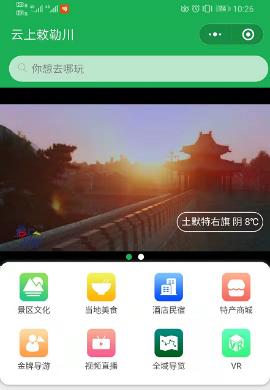 10:26
云上敕勒川
你想去哪玩
土默特右旗 阴 8℃
景区文化 当地美食 酒店民宿 特产商城
金牌导游 视频直播 全域导览 VR